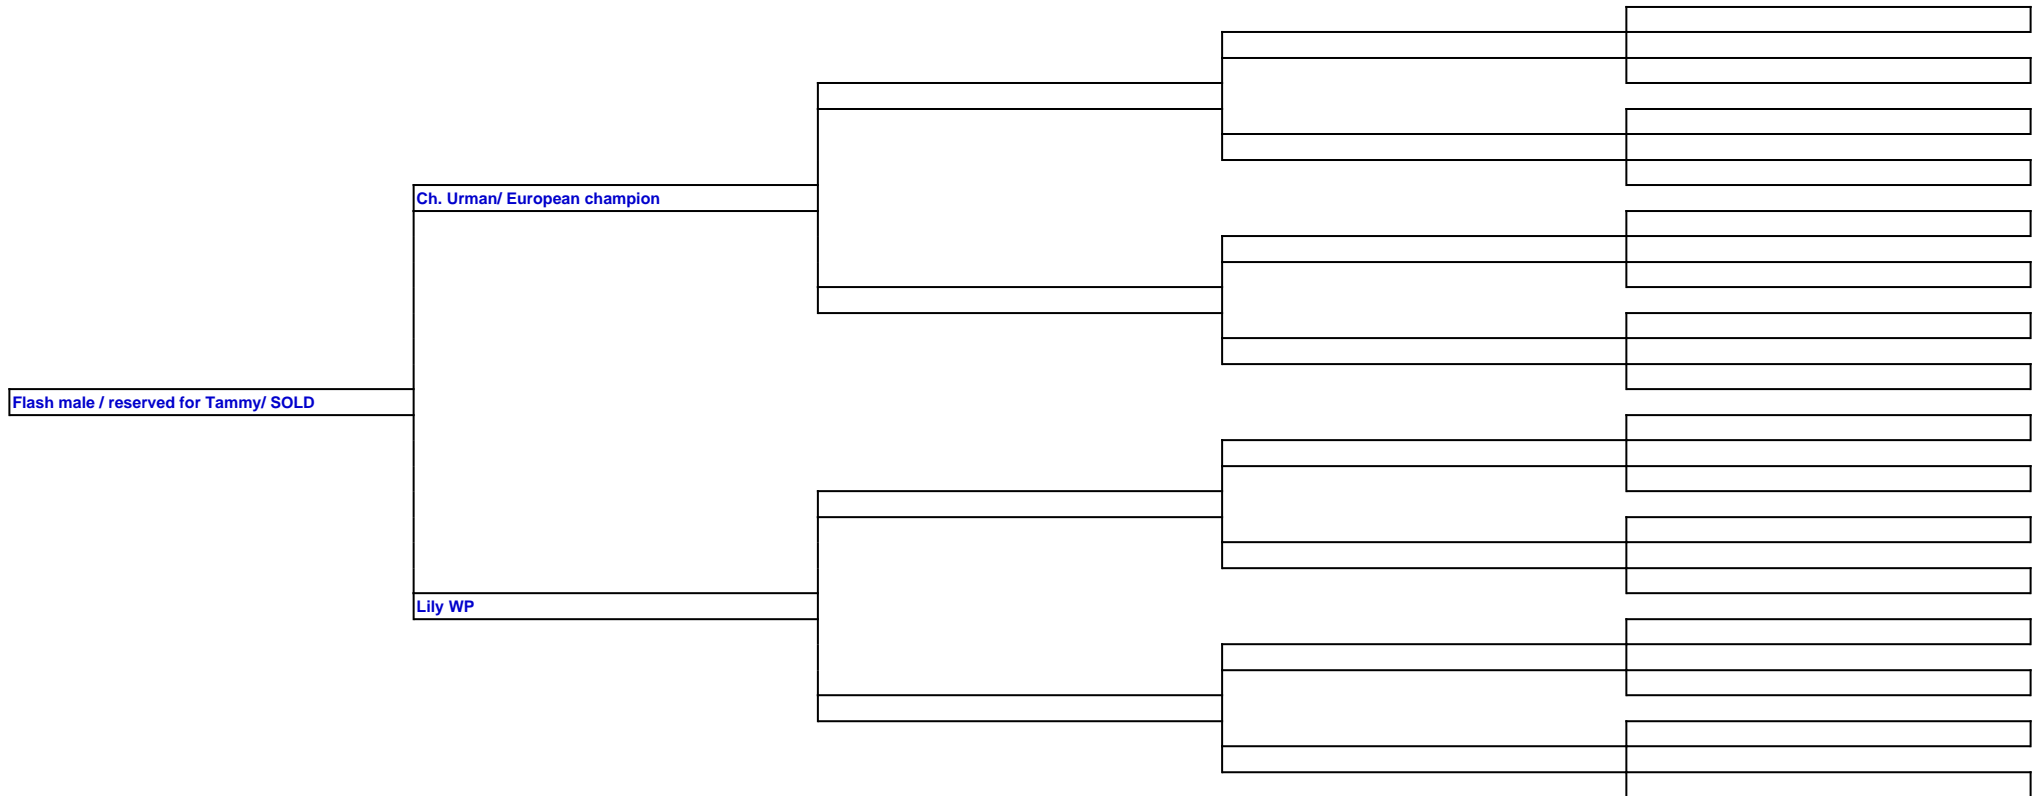 Ch. Urman/ European champion
Flash male / reserved for Tammy/ SOLD
Lily WP